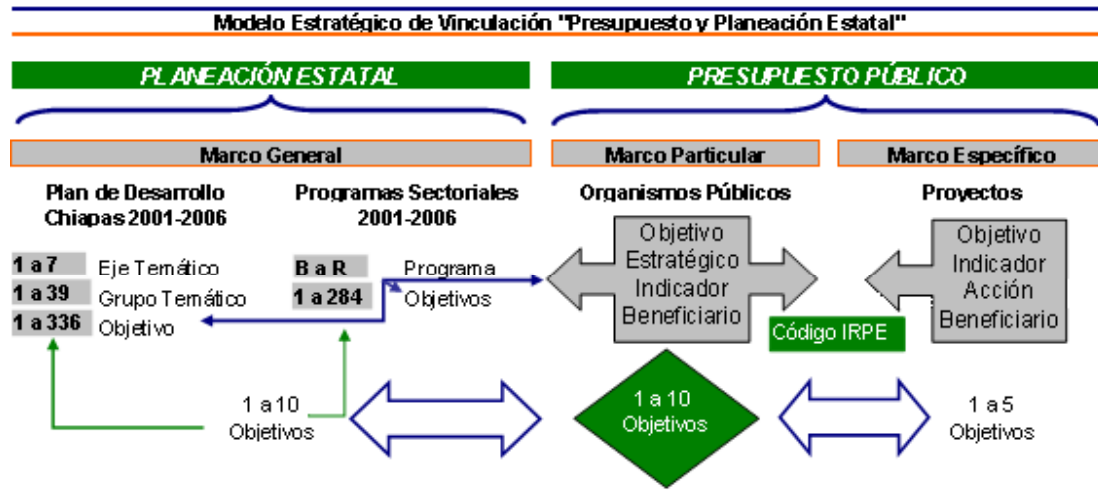 Modelo Estratégico de Vinculación "Presupuesto y Planeación Estatal"
PLANEACIÓN ESTATAL
PRESUPUESTO PÚBLICO
Marco General
Marco Particular
Marco Específico
Plan de Desarrollo
Chiapas 2001-2006
Programas Sectoriales
2001-2006
Organismos Públicos
Proyectos
1 a 7 Eje Temático
1 a 39 Grupo Temático
1 a 336 Objetivo
B a R Programa
1 a 284 Objetivos
Objetivo
Estratégico
Indicador
Beneficiario
Código IRPE
Objetivo
Indicador
Acción
Beneficiario
1 a 10
Objetivos
1 a 10
Objetivos
1 a 5
Objetivos